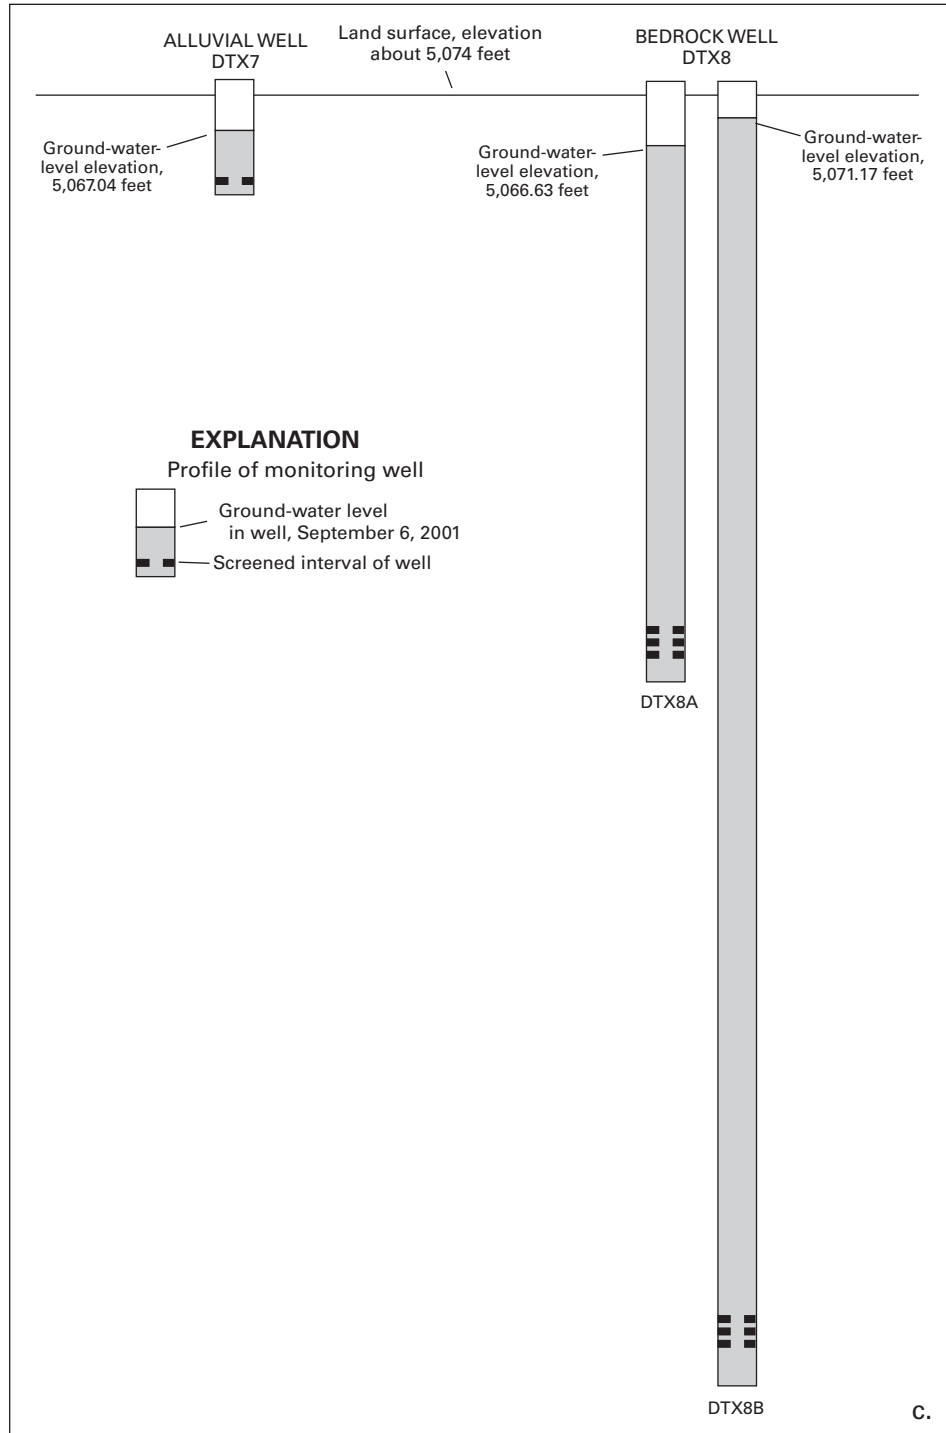 ALLUVIAL WELL
DTX7
Land surface, elevation
about 5,074 feet
BEDROCK WELL
DTX8
Ground-water-
level elevation,
5,067.04 feet
Ground-water-
level elevation,
5,066.63 feet
Ground-water-
level elevation,
5,071.17 feet
EXPLANATION
Profile of monitoring well
Ground-water level
in well, September 6, 2001
Screened interval of well
DTX8A
DTX8B
C.